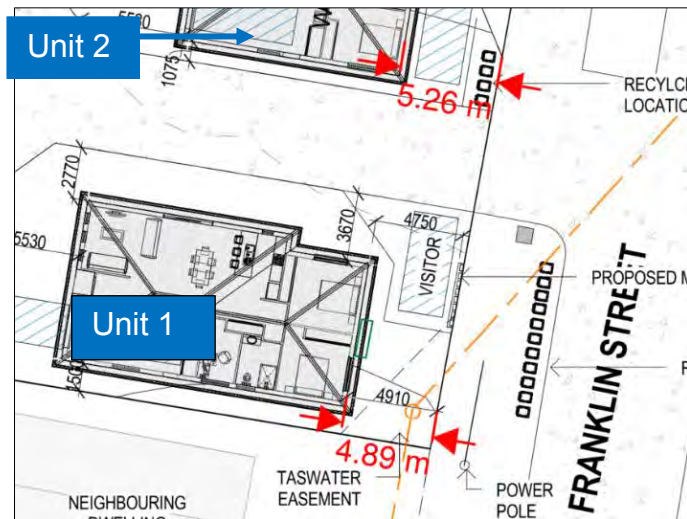 5530
Unit 2
1075
5.26 m
RECYLC
LOCATIO
2770
3670
4750
5530
VISITOR
PROPOSED M
Unit 1
FRANKLIN STREET
4910
4.89 m
TASWATER
EASEMENT
POWER
POLE
NEIGHBOURING